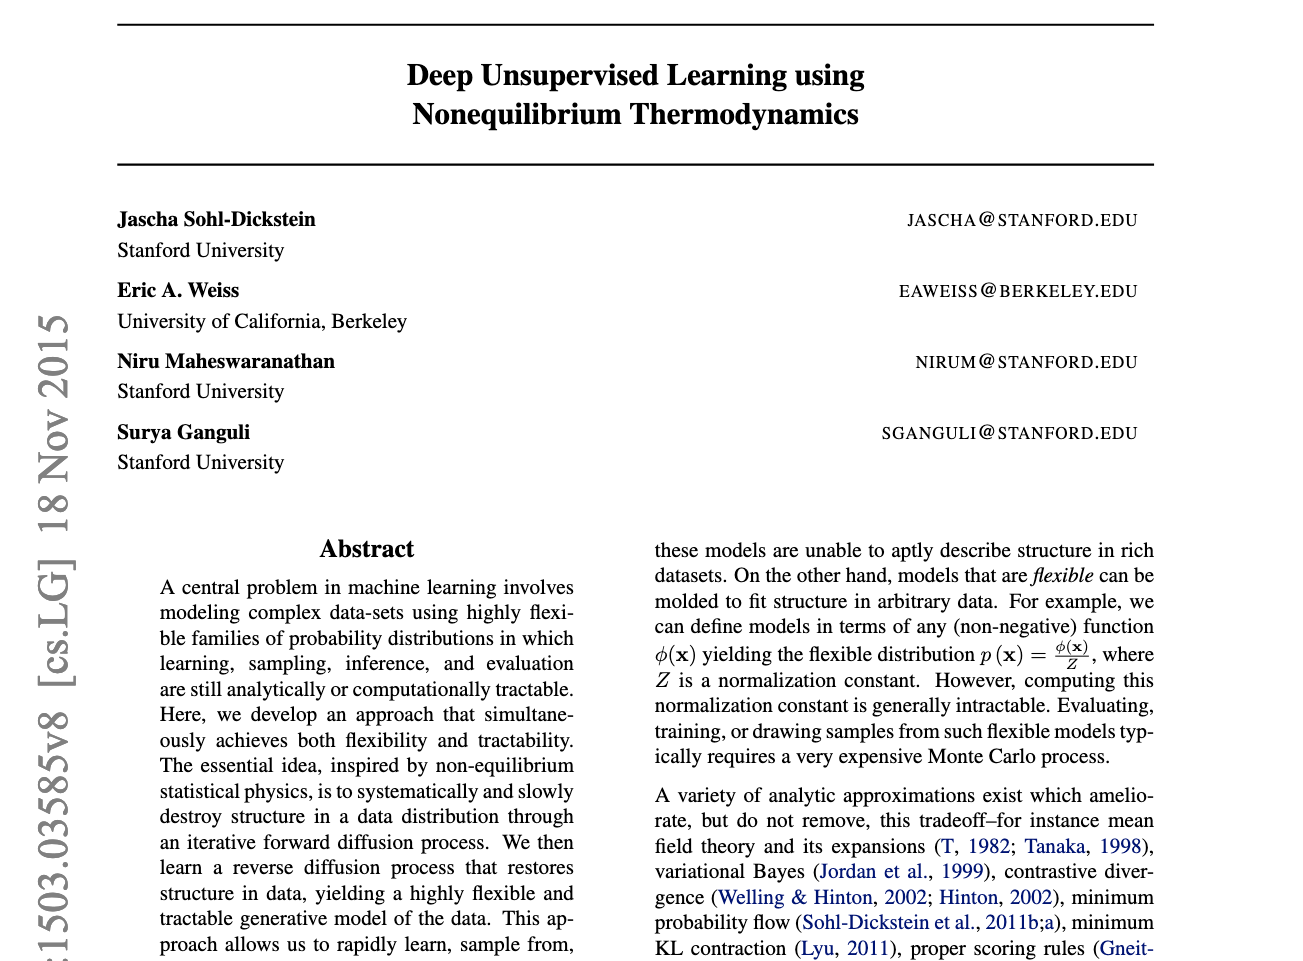 Deep Unsupervised Learning using
Nonequilibrium Thermodynamics
Jascha Sohl-Dickstein JASCHA@STANFORD.EDU
Stanford University
Eric A. Weiss EAWEISS@BERKELEY.EDU
University of California, Berkeley
Niru Maheswaranathan NIRUM@STANFORD.EDU
Stanford University
Surya Ganguli SGANGULI@STANFORD.EDU
Stanford University
:1503.03585v8 [cs.LG] 18 Nov 2015
Abstract
A central problem in machine learning involves
modeling complex data-sets using highly flexi-
ble families of probability distributions in which
learning, sampling, inference, and evaluation
are still analytically or computationally tractable.
Here, we develop an approach that simultane-
ously achieves both flexibility and tractability.
The essential idea, inspired by non-equilibrium
statistical physics, is to systematically and slowly
destroy structure in a data distribution through
an iterative forward diffusion process. We then
learn a reverse diffusion process that restores
structure in data, yielding a highly flexible and
tractable generative model of the data. This ap-
proach allows us to rapidly learn, sample from,
these models are unable to aptly describe structure in rich
datasets. On the other hand, models that are flexible can be
molded to fit structure in arbitrary data. For example, we
can define models in terms of any (non-negative) function
ϕ(x) yielding the flexible distribution p (x) = ϕ(x)/Z, where
Z is a normalization constant. However, computing this
normalization constant is generally intractable. Evaluating,
training, or drawing samples from such flexible models typ-
ically requires a very expensive Monte Carlo process.
A variety of analytic approximations exist which amelio-
rate, but do not remove, this tradeoff–for instance mean
field theory and its expansions (T, 1982; Tanaka, 1998),
variational Bayes (Jordan et al., 1999), contrastive diver-
gence (Welling & Hinton, 2002; Hinton, 2002), minimum
probability flow (Sohl-Dickstein et al., 2011b;a), minimum
KL contraction (Lyu, 2011), proper scoring rules (Gneit-